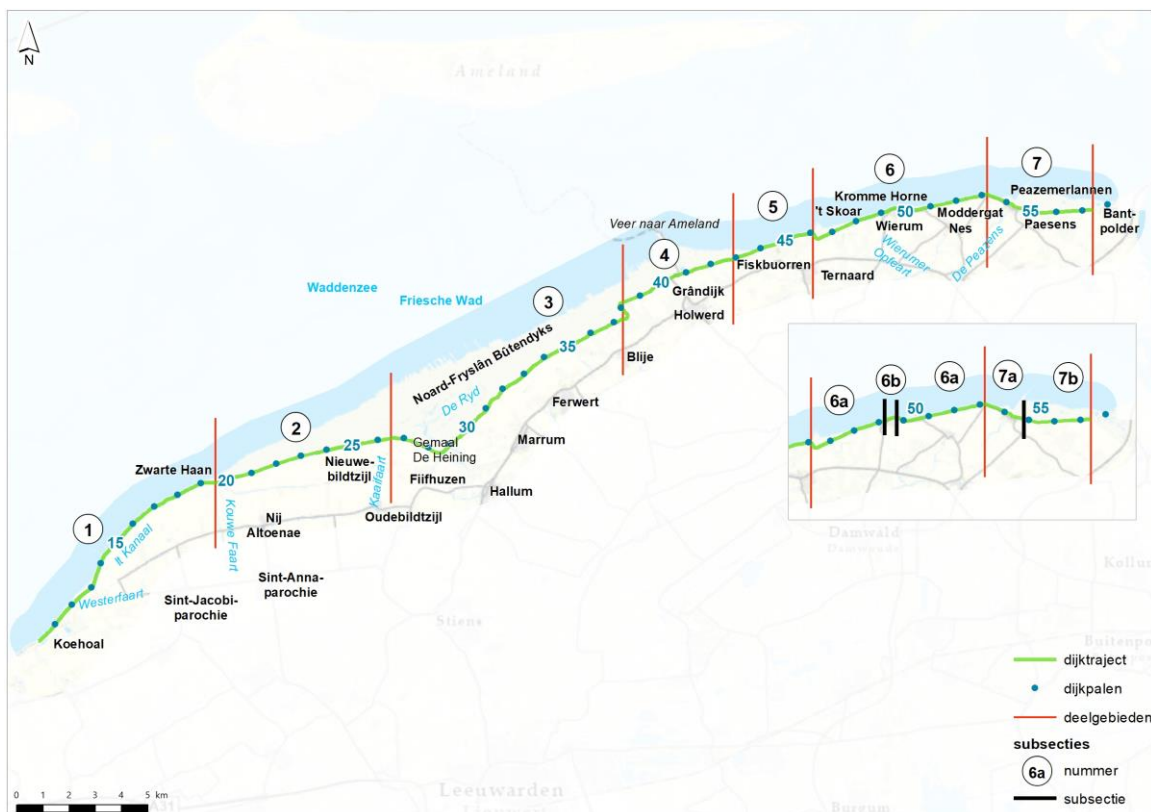 N
Ameland
7
6
Peazemerlannen
Kromme Horne
5
't Skoar
50
55
Moddergat
Nes
Paesens
Bant-
polder
Veer naar Ameland
45
Wierum
Wierumer
Opfeart
De Peazens
4
Fiskbuorren
Ternaard
40
Grândijk
Holwerd
Waddenzee
Friesche Wad
3
35
Blije
Noard-Fryslân Bûtendyks
De Ryd
Ferwert
30
Marrum
2
25
Gemaal
De Heining
Zwarte Haan
20
Nieuwe-
bildtzijl
Kaaifaart
Fiifhuzen
Hallum
Oudebildtzijl
1
15
It Kanaal
Kouwe Faart
Nij
Altoenae
Sint-Anna-
parochie
Westerfaart
Sint-Jacobi-
parochie
Koehoal
Stiens
6a
6b
6a
7a
7b
50
55
Damwald
Damwoude
dijktraject
dijkpalen
deelgebieden
subsecties
6a
nummer
subsectie
0 1 2 3 4 5 km
A31
Leeuwarden
Burgum